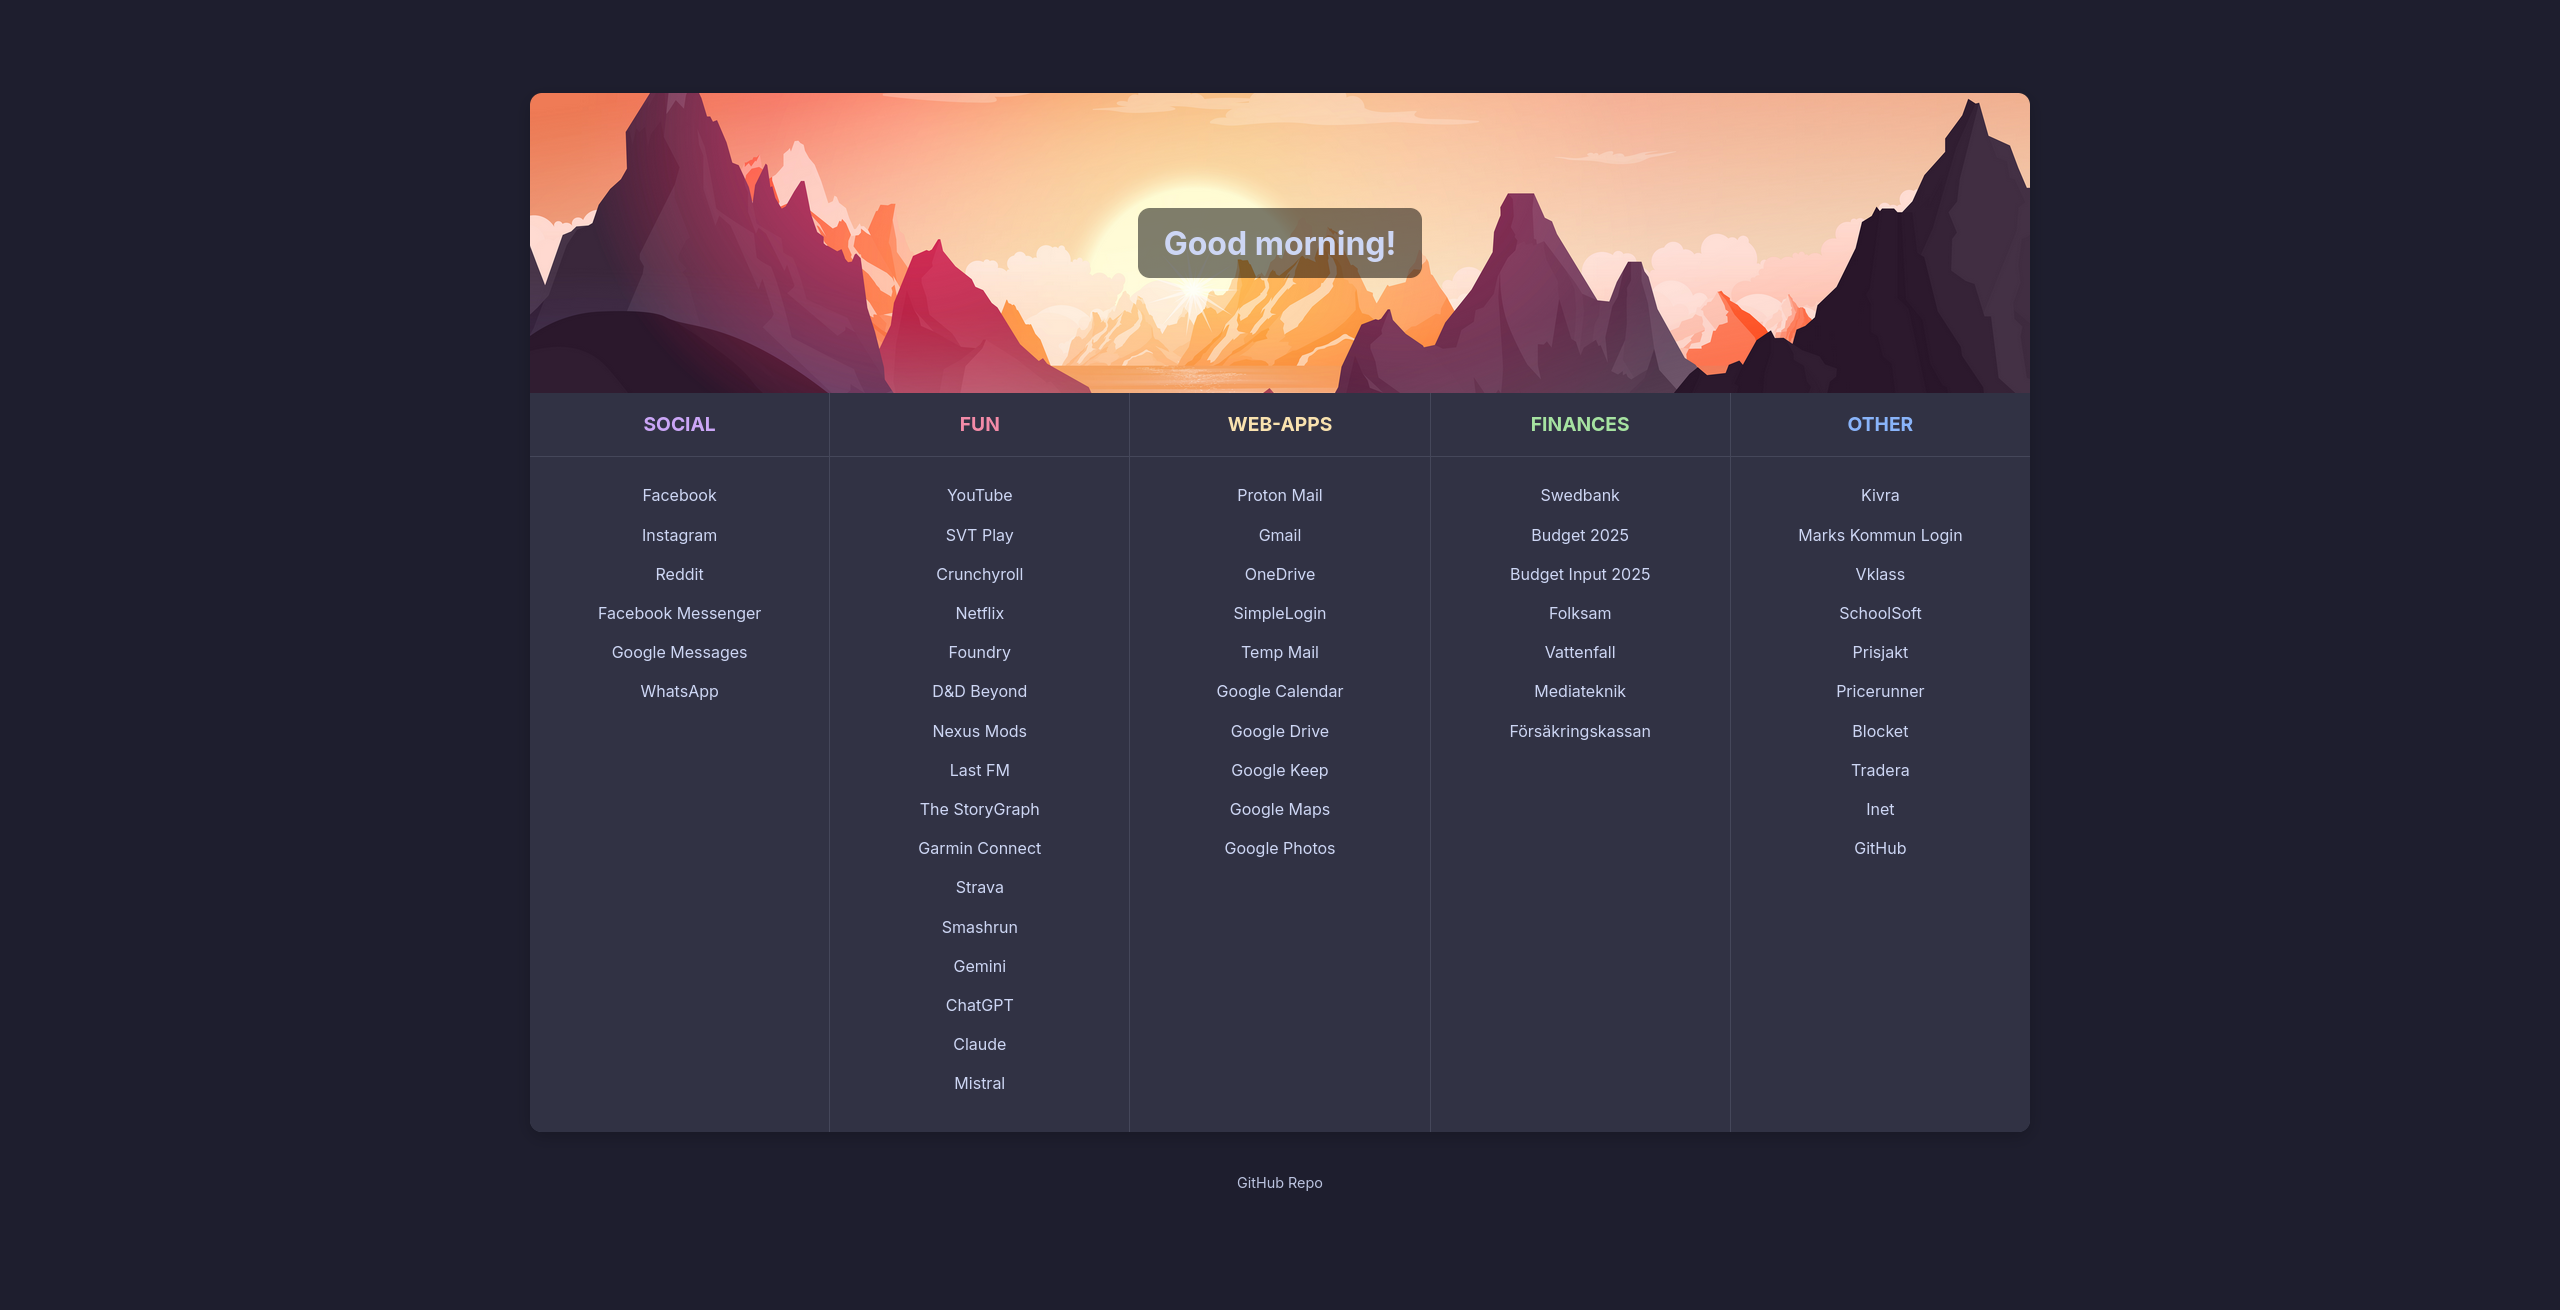 Good morning!
SOCIAL
Facebook
Instagram
Reddit
Facebook Messenger
Google Messages
WhatsApp
FUN
YouTube
SVT Play
Crunchyroll
Netflix
Foundry
D&D Beyond
Nexus Mods
Last FM
The StoryGraph
Garmin Connect
Strava
Smashrun
Gemini
ChatGPT
Claude
Mistral
WEB-APPS
Proton Mail
Gmail
OneDrive
SimpleLogin
Temp Mail
Google Calendar
Google Drive
Google Keep
Google Maps
Google Photos
FINANCES
Swedbank
Budget 2025
Budget Input 2025
Folksam
Vattenfall
Mediateknik
Försäkringskassan
OTHER
Kivra
Marks Kommun Login
Vklass
SchoolSoft
Prisjakt
Pricerunner
Blocket
Tradera
Inet
GitHub
GitHub Repo